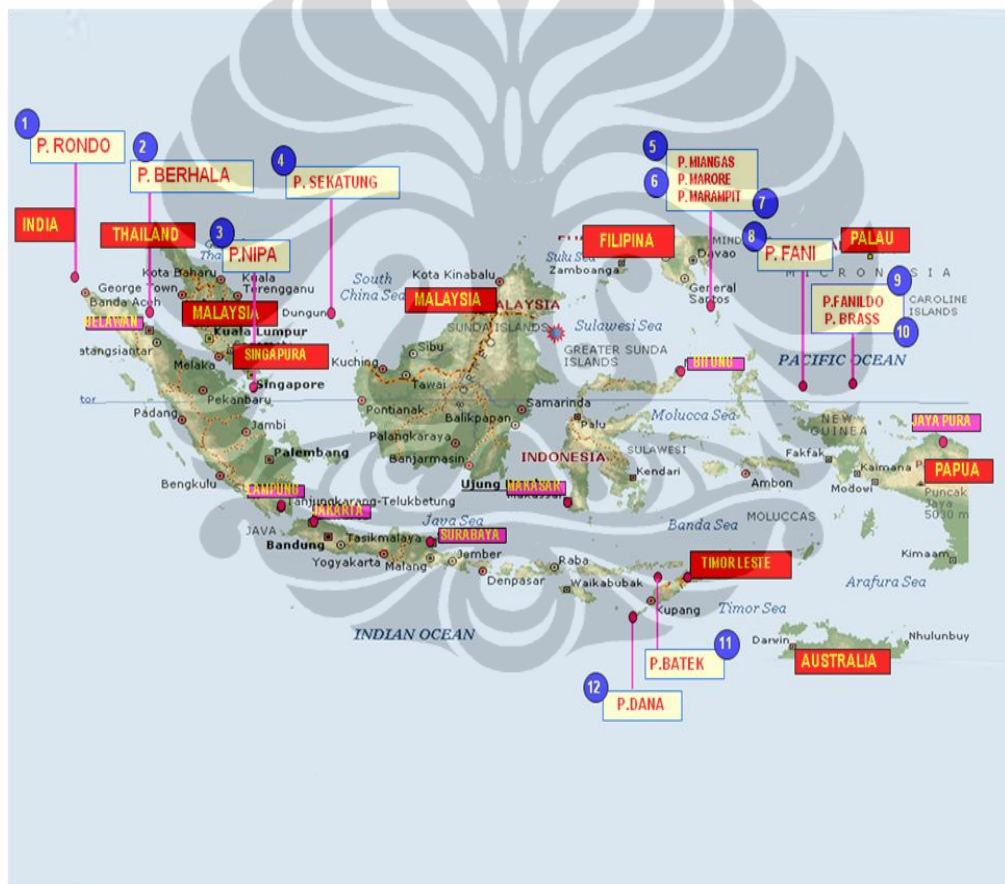 1
P. RONDO
2
P. BERHALA
4
P. SEKATUNG
5
P. MIANGAS
6
P. MARORE
P. MARAMPIT
7
3
P.NIPA
8
P. FANI
9
P.FANILDO
P. BRASS
10
INDIA
THAILAND
FILIPINA
PALAU
MALAYSIA
MALAYSIA
SINGAPURA
Kota Baharu
Kuala
Terengganu
George Town
Banda Aceh
BELAWAN
Dungun
South
China Sea
Kota Kinabalu
SUNDA ISLANDS
Sulu Sea
Zamboanga
Davao
General
Santos
MICRONESIA
CAROLINE
ISLANDS
Kuala Lumpur
Melaka
Singapore
Pekanbaru
Padang
Jambi
Palembang
Bengkulu
LAMPUNG
Tanjungkarang-Telukbetung
JAKARTA
JAVA
Bandung
Tasikmalaya
Yogyakarta
Malang
SURABAYA
Java Sea
Jember
Denpasar
Kuching
Sibu
Tawai
Pontianak
Palangkaraya
Banjarmasin
Balikpapan
Samarinda
Sulawesi Sea
GREATER SUNDA
ISLANDS
BITUNG
PACIFIC OCEAN
Molucca Sea
Palu
INDONESIA
SULAWESI
Kendari
Ujung
MAKASAR
Ambon
Banda Sea
MOLUCCAS
NEW
GUINEA
Fakfak
Kaimana
Modowi
JAYA PURA
PAPUA
Puncak
Jaya
5030 m
Kimaam
Raba
Waikabubak
Kupang
TIMOR LESTE
Arafura Sea
Timor Sea
Darwin
Nhulunbuy
AUSTRALIA
INDIAN OCEAN
P.BATEK
11
12
P.DANA